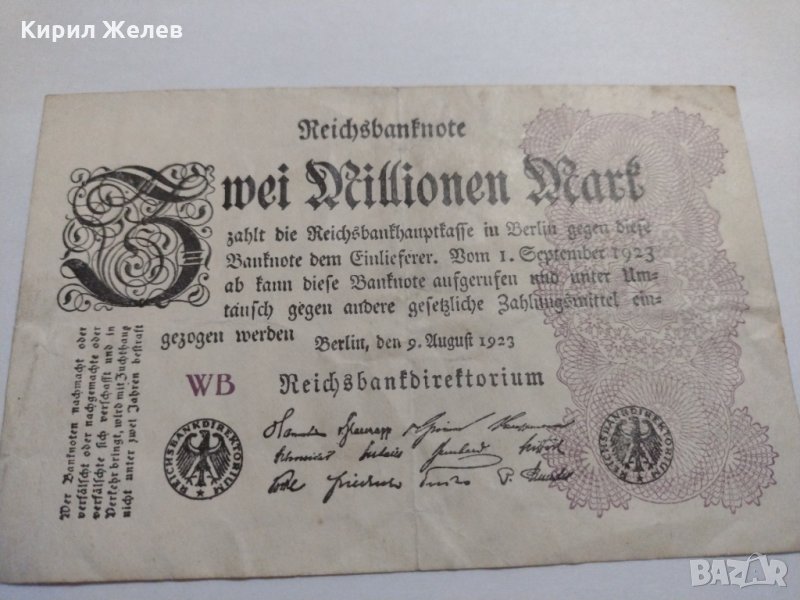 Кирил Желев
Reichsbanknote
Zwei Millionen Mark
zahlt die Reichsbankhauptkasse in Berlin gegen diese
Banknote dem Einlieferer. Vom 1. September 1923
ab kann diese Banknote aufgerufen und unter Um-
tausch gegen andere gesetzliche Zahlungsmittel ein-
gezogen werden
Berlin, den 9. August 1923
WB Reichsbankdirektorium
REICHSBANKDIREKTORIUM
REICHSBANKDIREKTORIUM
Wer Banknoten nachmacht oder
verfälscht oder nachgemachte oder
verfälschte sich verschafft und in
Verkehr bringt, wird mit Zuchthaus
nicht unter zwei Jahren bestraft
BAZAR